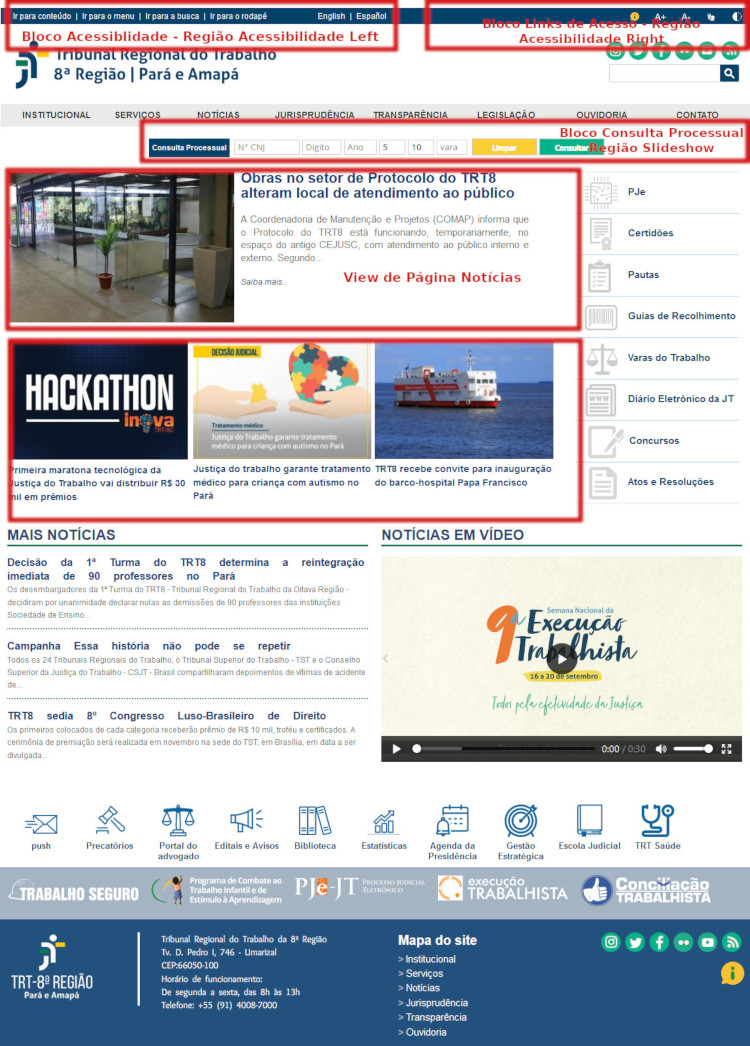 Ir para conteúdo | Ir para o menu | Ir para a busca | Ir para o rodapé
English | Español
A+
A-
Bloco Acessiblidade - Região Acessibilidade Left
Bloco Links de Acesso - Região
Acessibilidade Right
Tribunal Regional do Trabalho
8ª Região | Pará e Amapá
INSTITUCIONAL SERVIÇOS NOTÍCIAS JURISPRUDÊNCIA TRANSPARÊNCIA LEGISLAÇÃO OUVIDORIA CONTATO
Consulta Processual N° CNJ Digito Ano 5 10 vara Limpar Consultar
Bloco Consulta Processual
Região Slideshow
Obras no setor de Protocolo do TRT8
alteram local de atendimento ao público
A Coordenadoria de Manutenção e Projetos (COMAP) informa que
o Protocolo do TRT8 está funcionando, temporariamente, no
espaço do antigo CEJUSC, com atendimento ao público interno e
externo. Segundo...
Saiba mais...
View de Página Notícias
PJe
Certidões
Pautas
Guias de Recolhimento
Varas do Trabalho
WWW
Diário Eletrônico da JT
Concursos
Atos e Resoluções
HACKATHON
inova
TRT-SC
Primeira maratona tecnológica da
Justiça do Trabalho vai distribuir R$ 30
mil em prêmios
DECISÃO JUDICIAL
Tratamento médico
Justiça do Trabalho garante tratamento
médico para criança com autismo no Pará
Justiça do trabalho garante tratamento
médico para criança com autismo no
Pará
TRT8 recebe convite para inauguração
do barco-hospital Papa Francisco
MAIS NOTÍCIAS
Decisão da 1ª Turma do TRT8 determina a reintegração
imediata de 90 professores no Pará
Os desembargadores da 1ª Turma do TRT8 - Tribunal Regional do Trabalho da Oitava Região -
decidiram por unanimidade declarar nulas as demissões de 90 professores das instituições
Sociedade de Ensino...
Campanha Essa história não pode se repetir
Todos os 24 Tribunais Regionais do Trabalho, o Tribunal Superior do Trabalho - TST e o Conselho
Superior da Justiça do Trabalho - CSJT - Brasil compartilharam depoimentos de vítimas de acidente
de...
TRT8 sedia 8º Congresso Luso-Brasileiro de Direito
Os primeiros colocados de cada categoria receberão prêmio de R$ 10 mil, troféu e certificados. A
cerimônia de premiação será realizada em novembro na sede do TST, em Brasília, em data a ser
divulgada...
NOTÍCIAS EM VÍDEO
Semana Nacional da
9ª Execução
Trabalhista
16 a 20 de setembro
Todos pela efetividade da Justiça
0:00 / 0:30
push
Precatórios
Portal do
advogado
Editais e Avisos
Biblioteca
Estatísticas
Agenda da
Presidência
Gestão
Estratégica
Escola Judicial
TRT Saúde
TRABALHO SEGURO
Programa de Combate ao
Trabalho Infantil e de
Estímulo à Aprendizagem
PJe-JT
PROCESSO JUDICIAL
ELETRÔNICO
execução
TRABALHISTA
Conciliação
TRABALHISTA
TRT-8ª REGIÃO
Pará e Amapá
Tribunal Regional do Trabalho da 8ª Região
Tv. D. Pedro I, 746 - Umarizal
CEP:66050-100
Horário de funcionamento:
De segunda a sexta, das 8h às 13h
Telefone: +55 (91) 4008-7000
Mapa do site
> Institucional
> Serviços
> Notícias
> Jurisprudência
> Transparência
> Ouvidoria